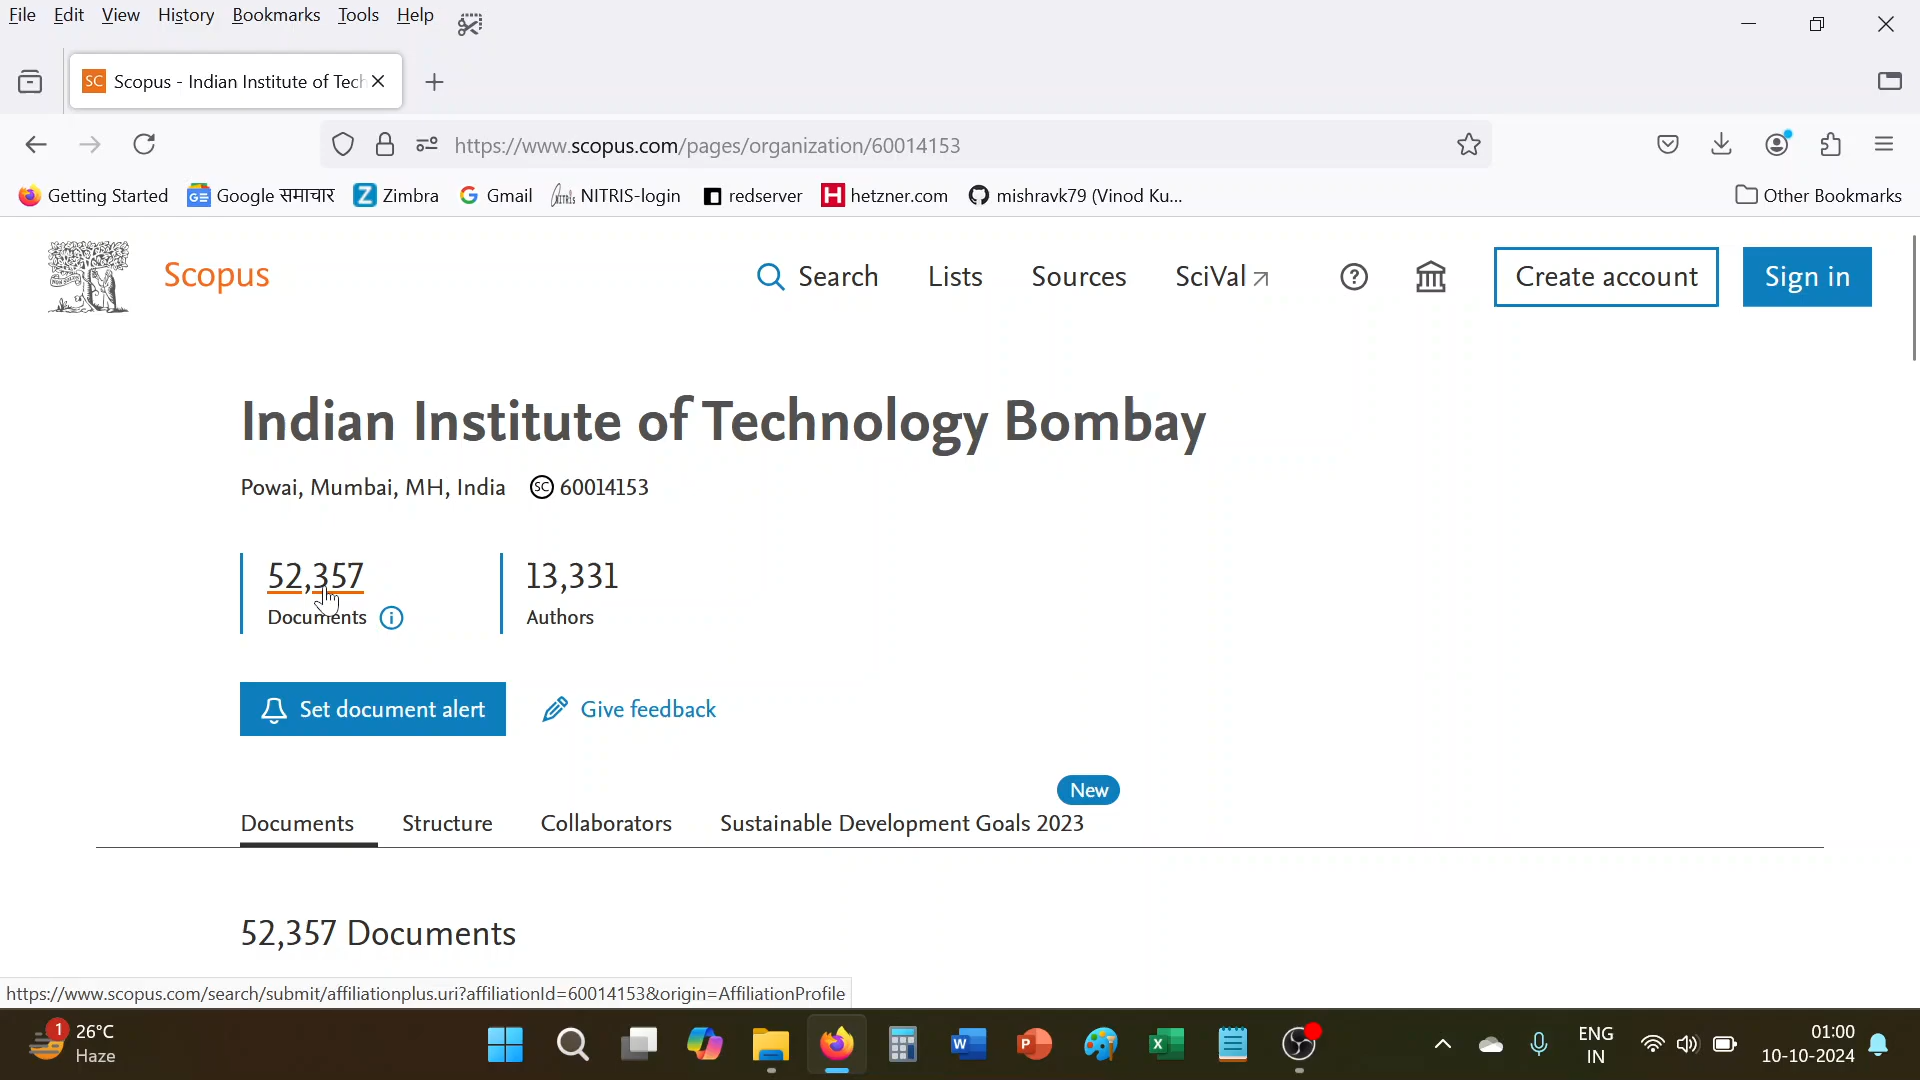 File Edit View History Bookmarks Tools Help
SC Scopus - Indian Institute of Tech
https://www.scopus.com/pages/organization/60014153
Getting Started Google समाचार Zimbra Gmail NITRIS-login redserver hetzner.com mishravk79 (Vinod Ku... Other Bookmarks
Scopus Search Lists Sources SciVal Create account Sign in
Indian Institute of Technology Bombay
Powai, Mumbai, MH, India SC 60014153
52,357 13,331
Documents Authors
Set document alert Give feedback
New
Documents Structure Collaborators Sustainable Development Goals 2023
52,357 Documents
https://www.scopus.com/search/submit/affiliationplus.uri?affiliationId=60014153&origin=AffiliationProfile
1 26°C ENG 01:00
Haze IN 10-10-2024